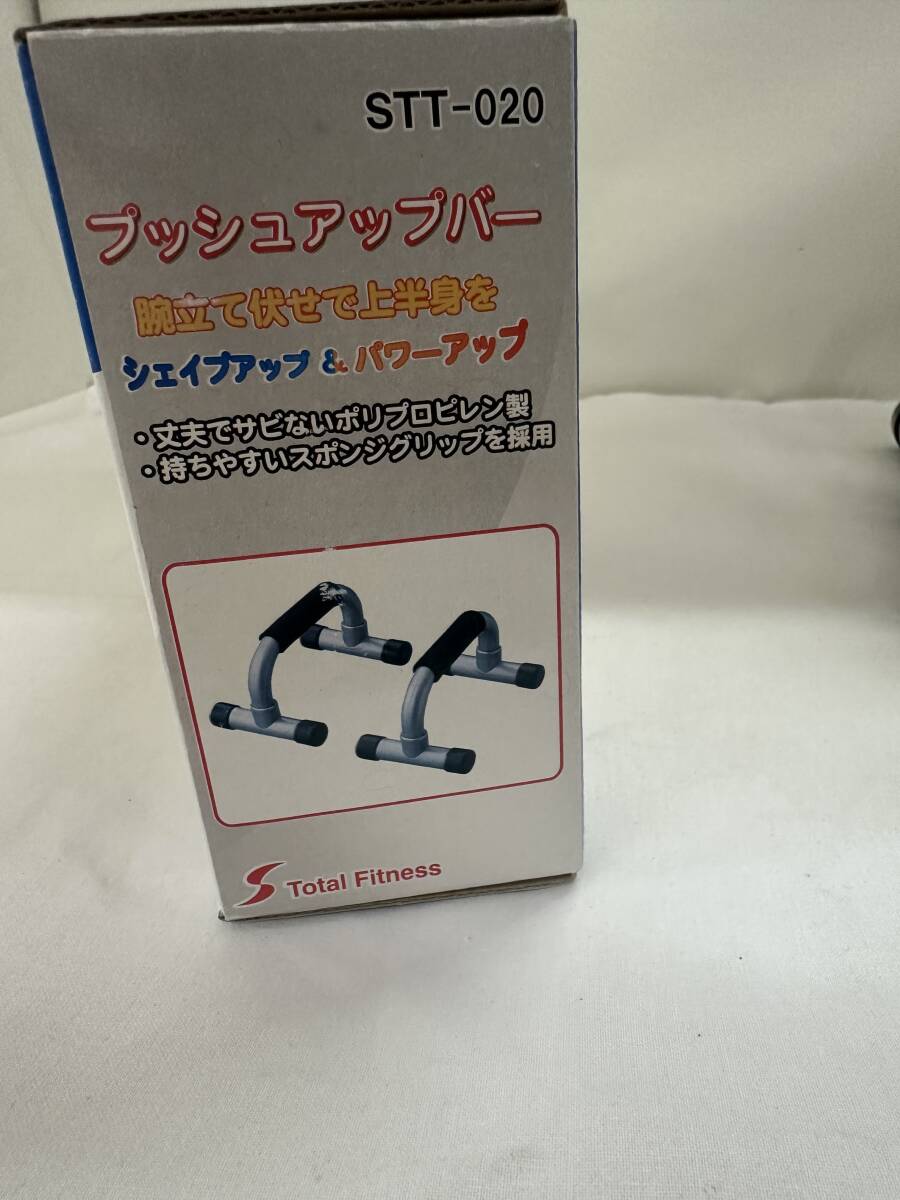 STT-020
プッシュアップバー
腕立て伏せで上半身を
シェイプアップ & パワーアップ
・丈夫でサビないポリプロピレン製
・持ちやすいスポンジグリップを採用
Total Fitness